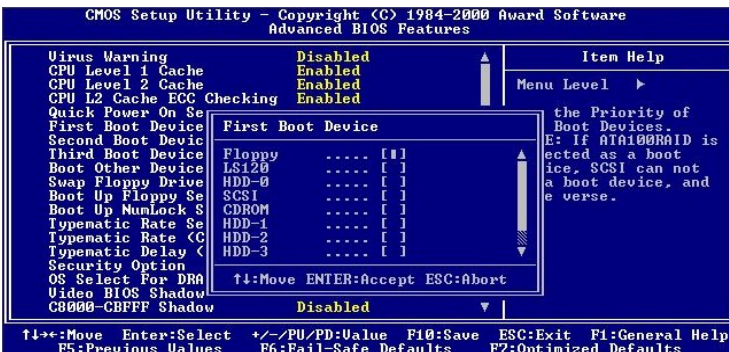 CMOS Setup Utility – Copyright (C) 1984-2000 Award Software
Advanced BIOS Features
Virus Warning Disabled
CPU Level 1 Cache Enabled
CPU Level 2 Cache Enabled
CPU L2 Cache ECC Checking Enabled
Quick Power On Se
First Boot Device
Second Boot Devic
Third Boot Device
Boot Other Device
Swap Floppy Drive
Boot Up Floppy Se
Boot Up NumLock S
Typematic Rate Se
Typematic Rate (C
Typematic Delay (
Security Option
OS Select For DRA
Video BIOS Shadow
C8000-CBFFF Shadow Disabled
First Boot Device
Floppy ..... [▮]
LS120 ..... [ ]
HDD-0 ..... [ ]
SCSI ..... [ ]
CDROM ..... [ ]
HDD-1 ..... [ ]
HDD-2 ..... [ ]
HDD-3 ..... [ ]
↑↓:Move ENTER:Accept ESC:Abort
Item Help
Menu Level ▸
the Priority of
Boot Devices.
E: If ATA100RAID is
ected as a boot
ice, SCSI can not
a boot device, and
e verse.
↑↓→←:Move Enter:Select +/-/PU/PD:Value F10:Save ESC:Exit F1:General Help
F5:Previous Values F6:Fail-Safe Defaults F7:Optimized Defaults